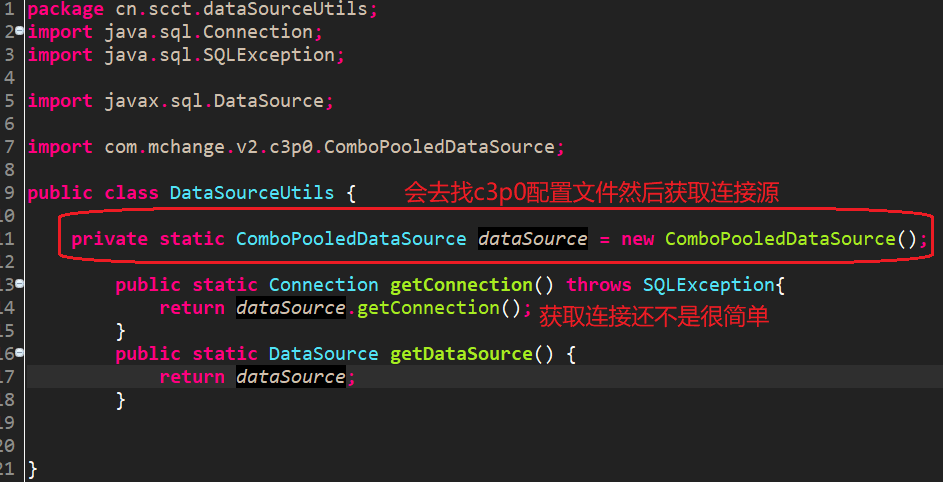 1 package cn.scct.dataSourceUtils;
2 import java.sql.Connection;
3 import java.sql.SQLException;
4
5 import javax.sql.DataSource;
6
7 import com.mchange.v2.c3p0.ComboPooledDataSource;
8
9 public class DataSourceUtils { 会去找c3p0配置文件然后获取连接源
10
11 private static ComboPooledDataSource dataSource = new ComboPooledDataSource();
12
13 public static Connection getConnection() throws SQLException{
14 return dataSource.getConnection(); 获取连接还不是很简单
15 }
16 public static DataSource getDataSource() {
17 return dataSource;
18 }
19
20
21 }